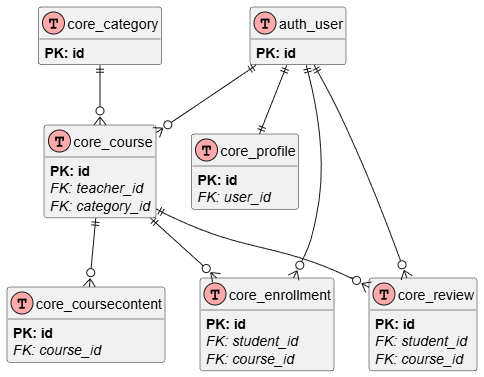 T core_category
PK: id
T auth_user
PK: id
T core_course
PK: id
FK: teacher_id
FK: category_id
T core_profile
PK: id
FK: user_id
T core_coursecontent
PK: id
FK: course_id
T core_enrollment
PK: id
FK: student_id
FK: course_id
T core_review
PK: id
FK: student_id
FK: course_id